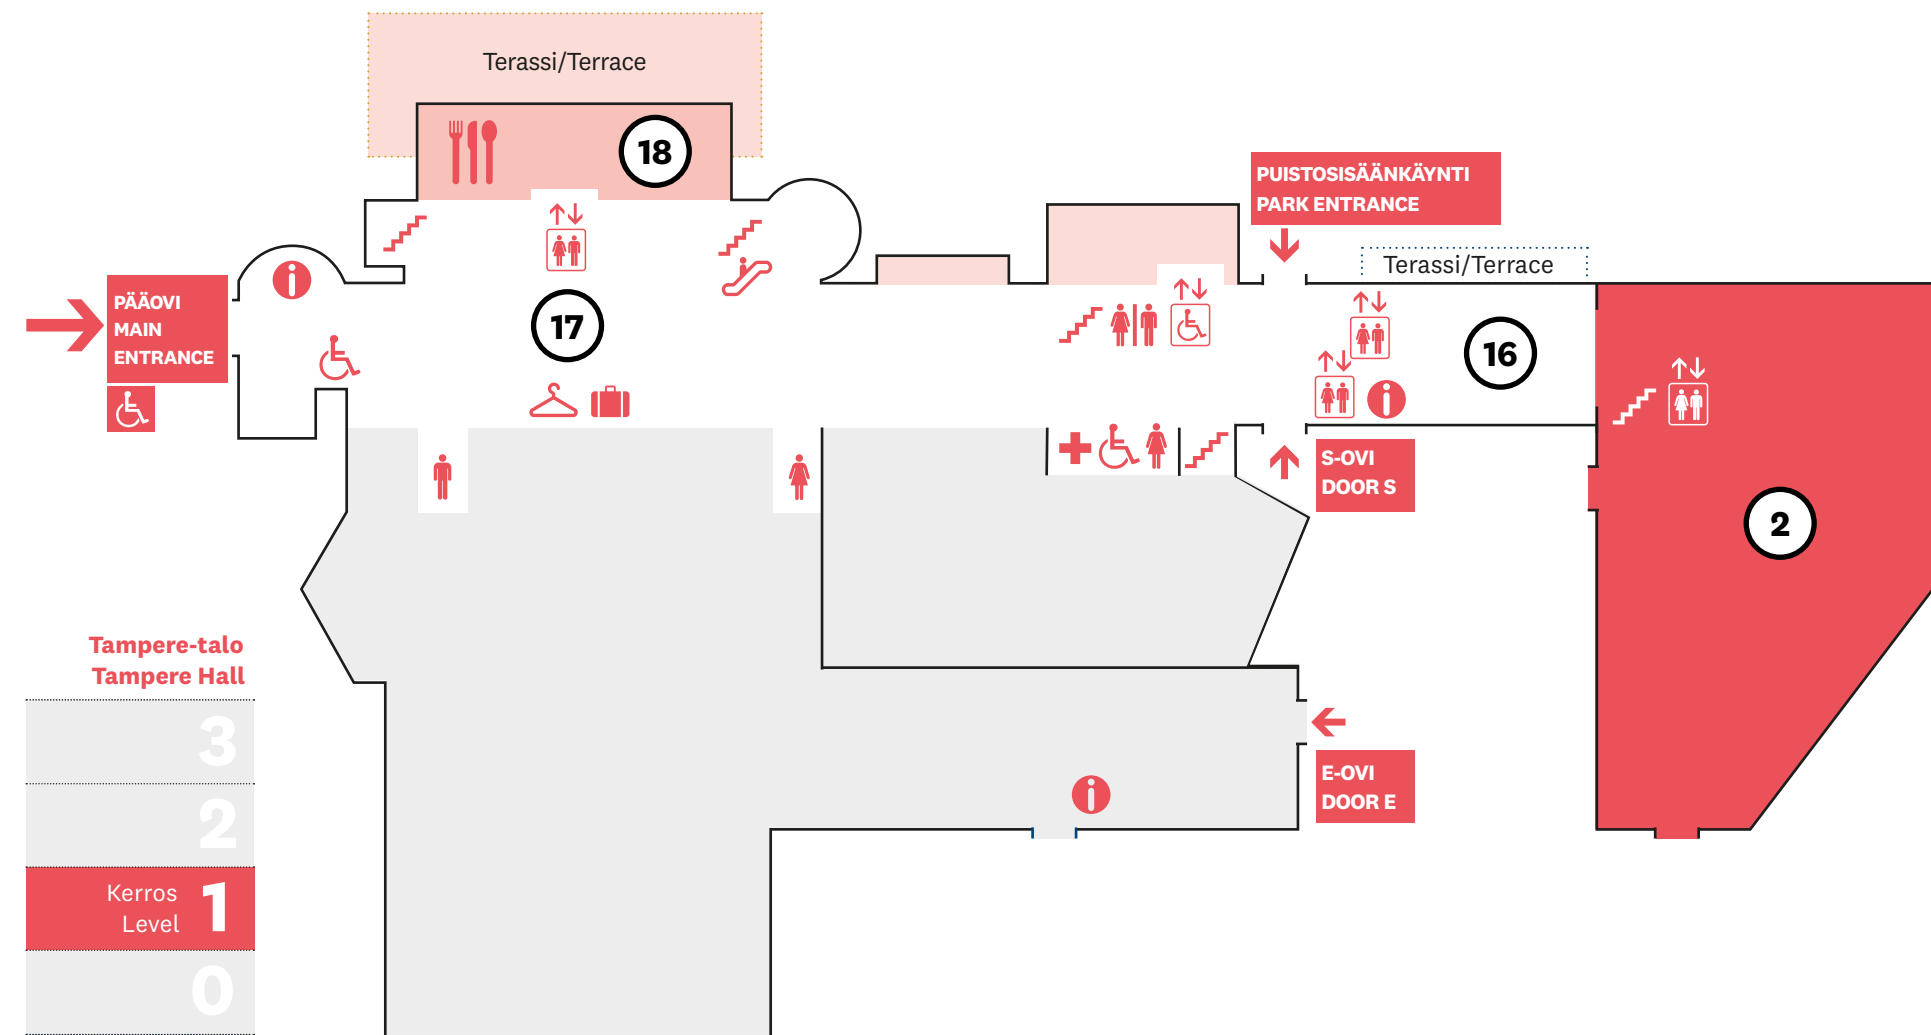 Terassi/Terrace
18
PUISTOSISÄÄNKÄYNTI
PARK ENTRANCE
Terassi/Terrace
PÄÄOVI
MAIN
ENTRANCE
17
16
S-OVI
DOOR S
2
Tampere-talo
Tampere Hall
3
2
Kerros
Level 1
0
E-OVI
DOOR E